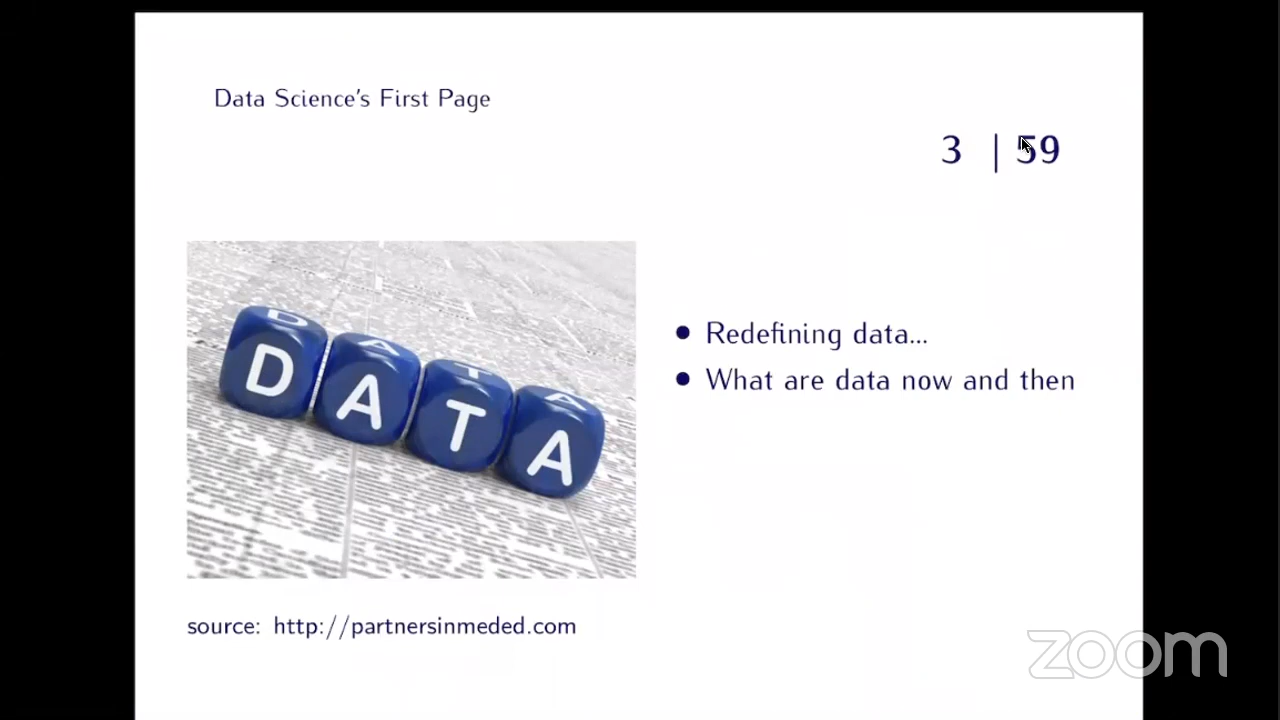 Data Science's First Page
3 | 59
D A T A
D A T A
• Redefining data...
• What are data now and then
source: http://partnersinmeded.com
zoom